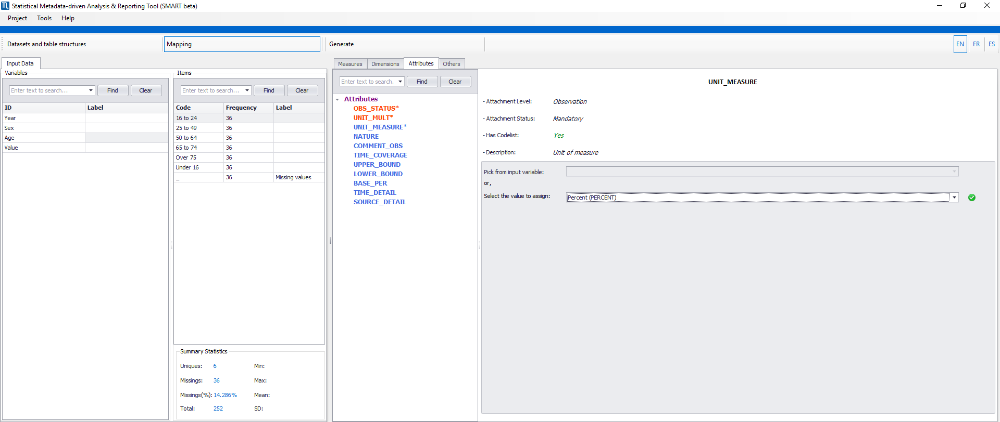 Statistical Metadata-driven Analysis & Reporting Tool (SMART beta)
Project Tools Help
Datasets and table structures Mapping Generate EN FR ES
Input Data
Variables
Enter text to search... Find Clear
ID Label
Year
Sex
Age
Value
Items
Enter text to search... Find Clear
Code Frequency Label
16 to 24 36
25 to 49 36
50 to 64 36
65 to 74 36
Over 75 36
Under 16 36
_ 36 Missing values
Summary Statistics
Uniques: 6 Min:
Missings: 36 Max:
Missings(%): 14.286% Mean:
Total: 252 SD:
Measures Dimensions Attributes Others
Enter text to search. Find Clear
Attributes
OBS_STATUS*
UNIT_MULT*
UNIT_MEASURE*
NATURE
COMMENT_OBS
TIME_COVERAGE
UPPER_BOUND
LOWER_BOUND
BASE_PER
TIME_DETAIL
SOURCE_DETAIL
UNIT_MEASURE
- Attachment Level: Observation
- Attachment Status: Mandatory
- Has Codelist: Yes
- Description: Unit of measure
Pick from input variable:
or,
Select the value to assign: Percent (PERCENT)